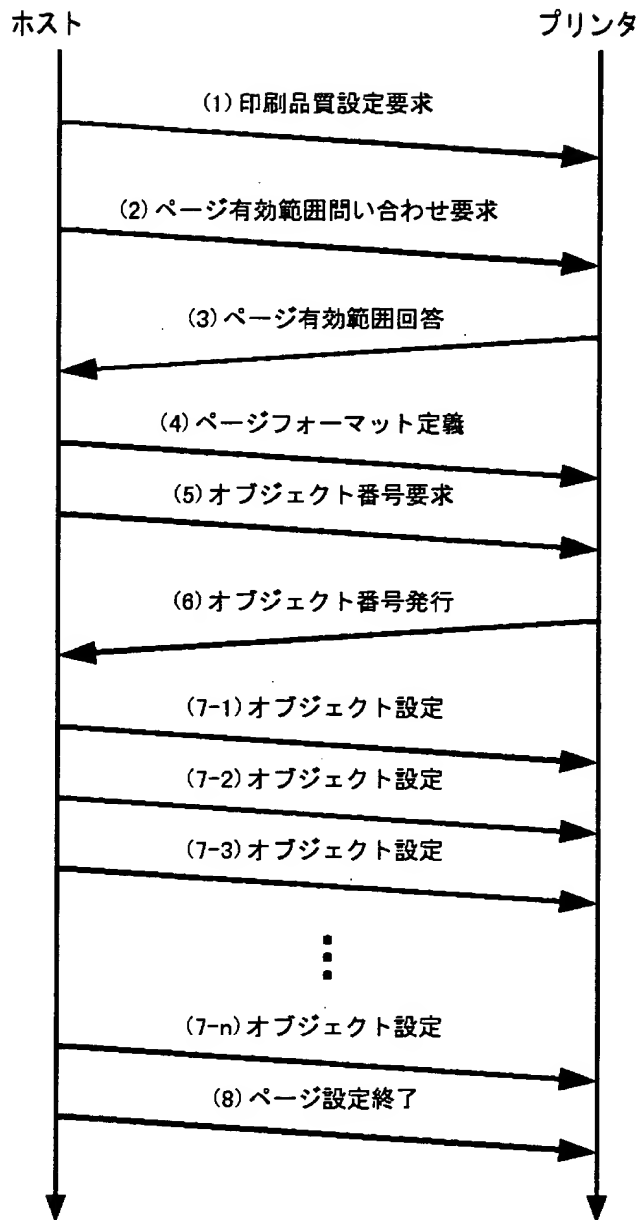 ホスト
プリンタ
(1)印刷品質設定要求
(2)ページ有効範囲問い合わせ要求
(3)ページ有効範囲回答
(4)ページフォーマット定義
(5)オブジェクト番号要求
(6)オブジェクト番号発行
(7-1)オブジェクト設定
(7-2)オブジェクト設定
(7-3)オブジェクト設定
(7-n)オブジェクト設定
(8)ページ設定終了